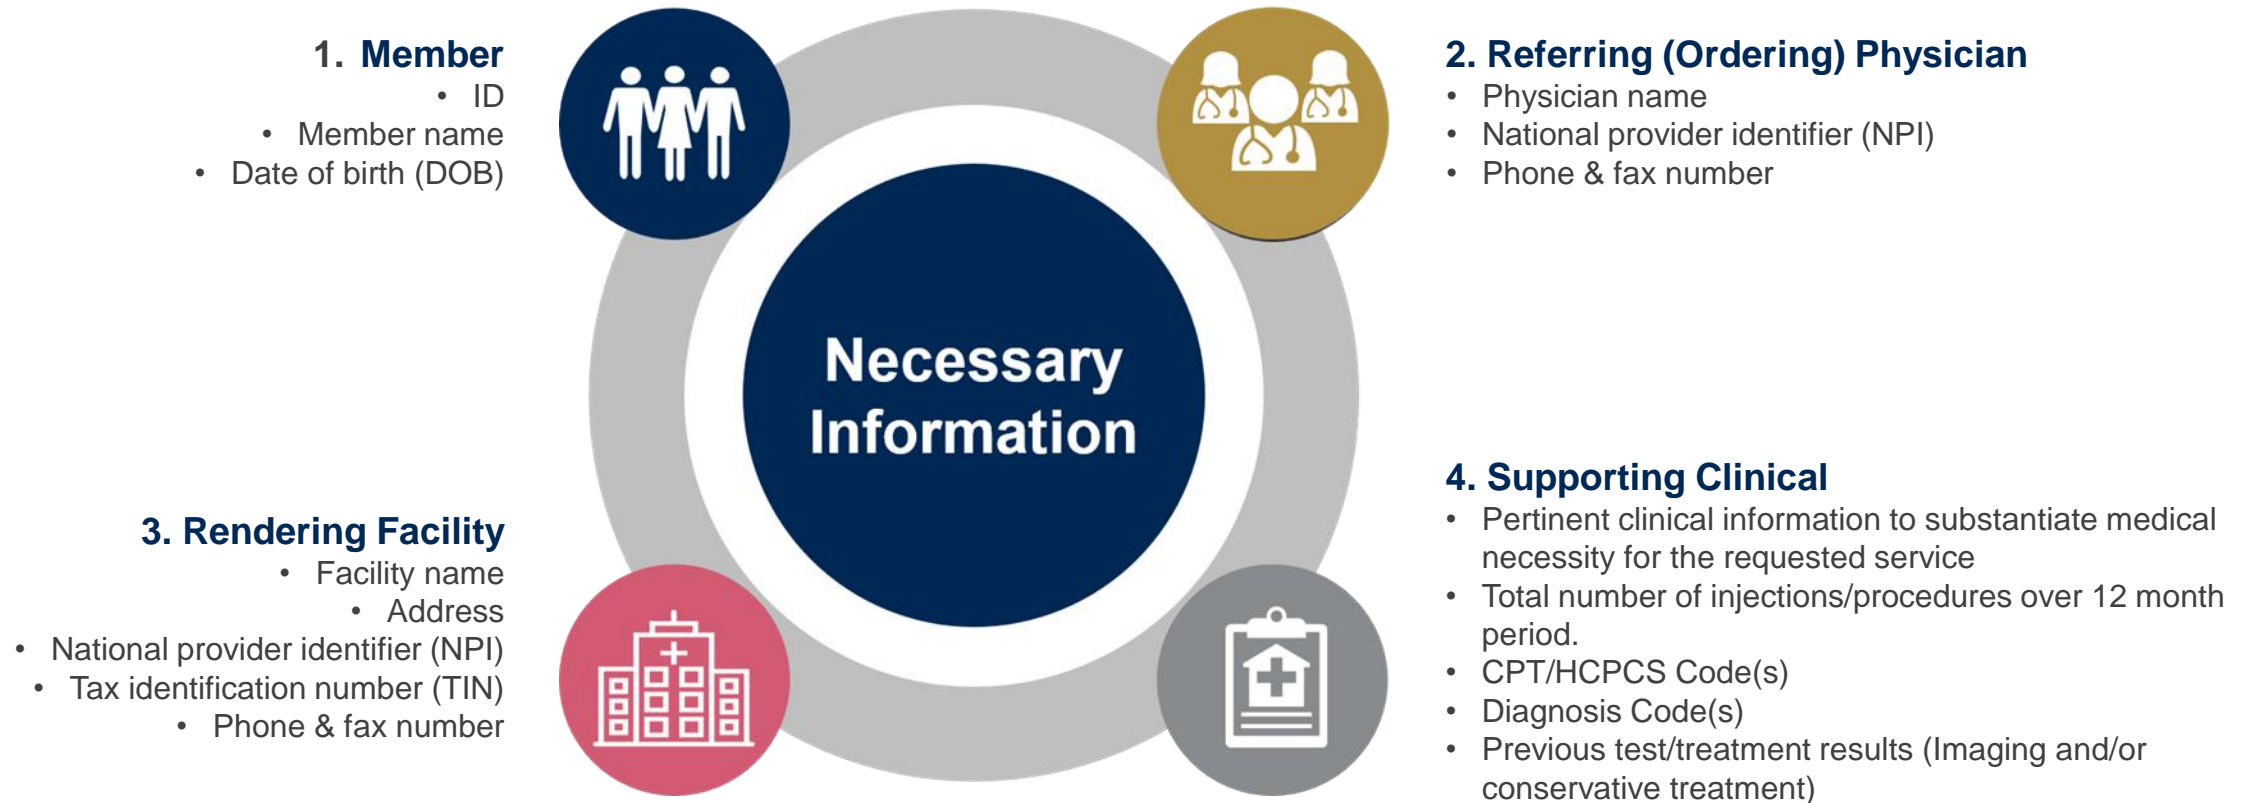 1. Member
• ID
• Member name
• Date of birth (DOB)
2. Referring (Ordering) Physician
• Physician name
• National provider identifier (NPI)
• Phone & fax number
Necessary
Information
3. Rendering Facility
• Facility name
• Address
• National provider identifier (NPI)
• Tax identification number (TIN)
• Phone & fax number
4. Supporting Clinical
• Pertinent clinical information to substantiate medical
necessity for the requested service
• Total number of injections/procedures over 12 month
period.
• CPT/HCPCS Code(s)
• Diagnosis Code(s)
• Previous test/treatment results (Imaging and/or
conservative treatment)